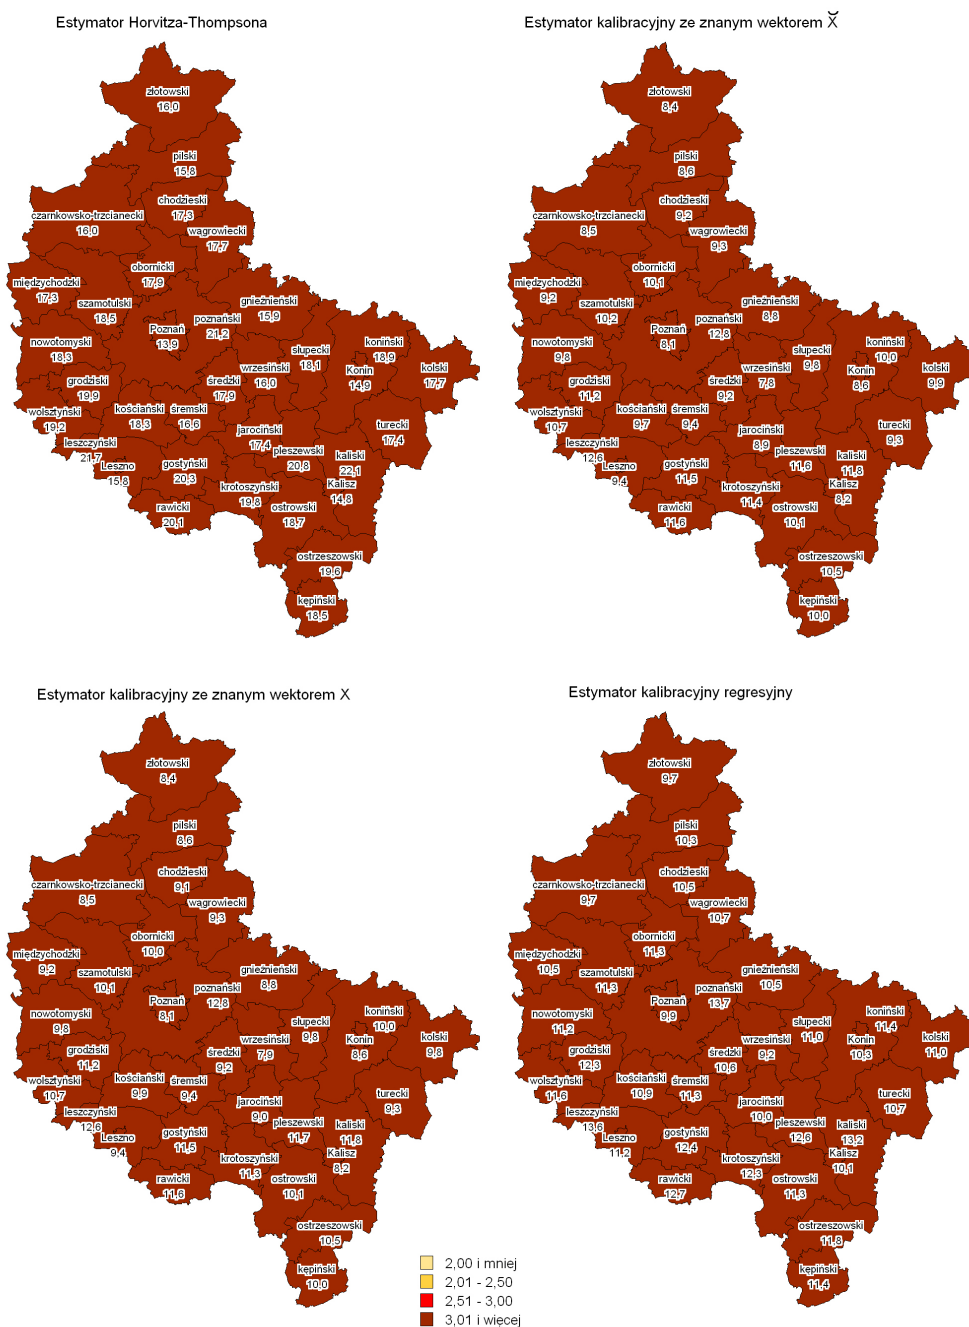 Estymator Horvitza-Thompsona
złotowski
16,0
pilski
15,8
chodzieski
17,3
czarnkowsko-trzcianecki
16,0
wągrowiecki
17,7
obornicki
17,9
międzychodzki
17,3
szamotulski
18,5
gnieźnieński
15,9
poznański
21,2
Poznań
13,9
nowotomyski
18,3
koniński
18,9
słupecki
18,1
wrzesiński
16,0
Konin
14,9
kolski
17,7
grodziski
19,9
średzki
17,9
wolsztyński
19,2
kościański
18,3
śremski
16,6
jarociński
17,4
turecki
17,4
leszczyński
21,7
Leszno
15,8
gostyński
20,3
pleszewski
20,8
kaliski
22,1
Kalisz
14,8
krotoszyński
19,8
rawicki
20,1
ostrowski
18,7
ostrzeszowski
19,6
kępiński
18,5
Estymator kalibracyjny ze znanym wektorem X̆
złotowski
8,4
pilski
8,6
chodzieski
9,2
czarnkowsko-trzcianecki
8,5
wągrowiecki
9,3
obornicki
10,1
międzychodzki
9,2
szamotulski
10,2
gnieźnieński
8,8
poznański
12,8
Poznań
8,1
nowotomyski
9,8
koniński
10,0
słupecki
9,8
wrzesiński
7,8
Konin
8,6
kolski
9,9
grodziski
11,2
średzki
9,2
wolsztyński
10,7
kościański
9,7
śremski
9,4
jarociński
8,9
turecki
9,3
leszczyński
12,6
Leszno
9,4
gostyński
11,5
pleszewski
11,6
kaliski
11,8
Kalisz
8,2
krotoszyński
11,4
rawicki
11,6
ostrowski
10,1
ostrzeszowski
10,5
kępiński
10,0
Estymator kalibracyjny ze znanym wektorem X
złotowski
8,4
pilski
8,6
chodzieski
9,1
czarnkowsko-trzcianecki
8,5
wągrowiecki
9,3
obornicki
10,0
międzychodzki
9,2
szamotulski
10,1
gnieźnieński
8,8
poznański
12,8
Poznań
8,1
nowotomyski
9,8
koniński
10,0
słupecki
9,8
wrzesiński
7,9
Konin
8,6
kolski
9,8
grodziski
11,2
średzki
9,2
wolsztyński
10,7
kościański
9,9
śremski
9,4
jarociński
9,0
turecki
9,3
leszczyński
12,6
Leszno
9,4
gostyński
11,5
pleszewski
11,7
kaliski
11,8
Kalisz
8,2
krotoszyński
11,3
rawicki
11,6
ostrowski
10,1
ostrzeszowski
10,5
kępiński
10,0
Estymator kalibracyjny regresyjny
złotowski
9,7
pilski
10,3
chodzieski
10,5
czarnkowsko-trzcianecki
9,7
wągrowiecki
10,7
obornicki
11,3
międzychodzki
10,5
szamotulski
11,3
gnieźnieński
10,5
poznański
13,7
Poznań
9,9
nowotomyski
11,2
koniński
11,4
słupecki
11,0
wrzesiński
9,2
Konin
10,3
kolski
11,0
grodziski
12,3
średzki
10,6
wolsztyński
11,6
kościański
10,9
śremski
11,3
jarociński
10,0
turecki
10,7
leszczyński
13,6
Leszno
11,2
gostyński
12,4
pleszewski
12,6
kaliski
13,2
Kalisz
10,1
krotoszyński
12,3
rawicki
12,7
ostrowski
11,3
ostrzeszowski
11,8
kępiński
11,4
2,00 i mniej
2,01 - 2,50
2,51 - 3,00
3,01 i więcej